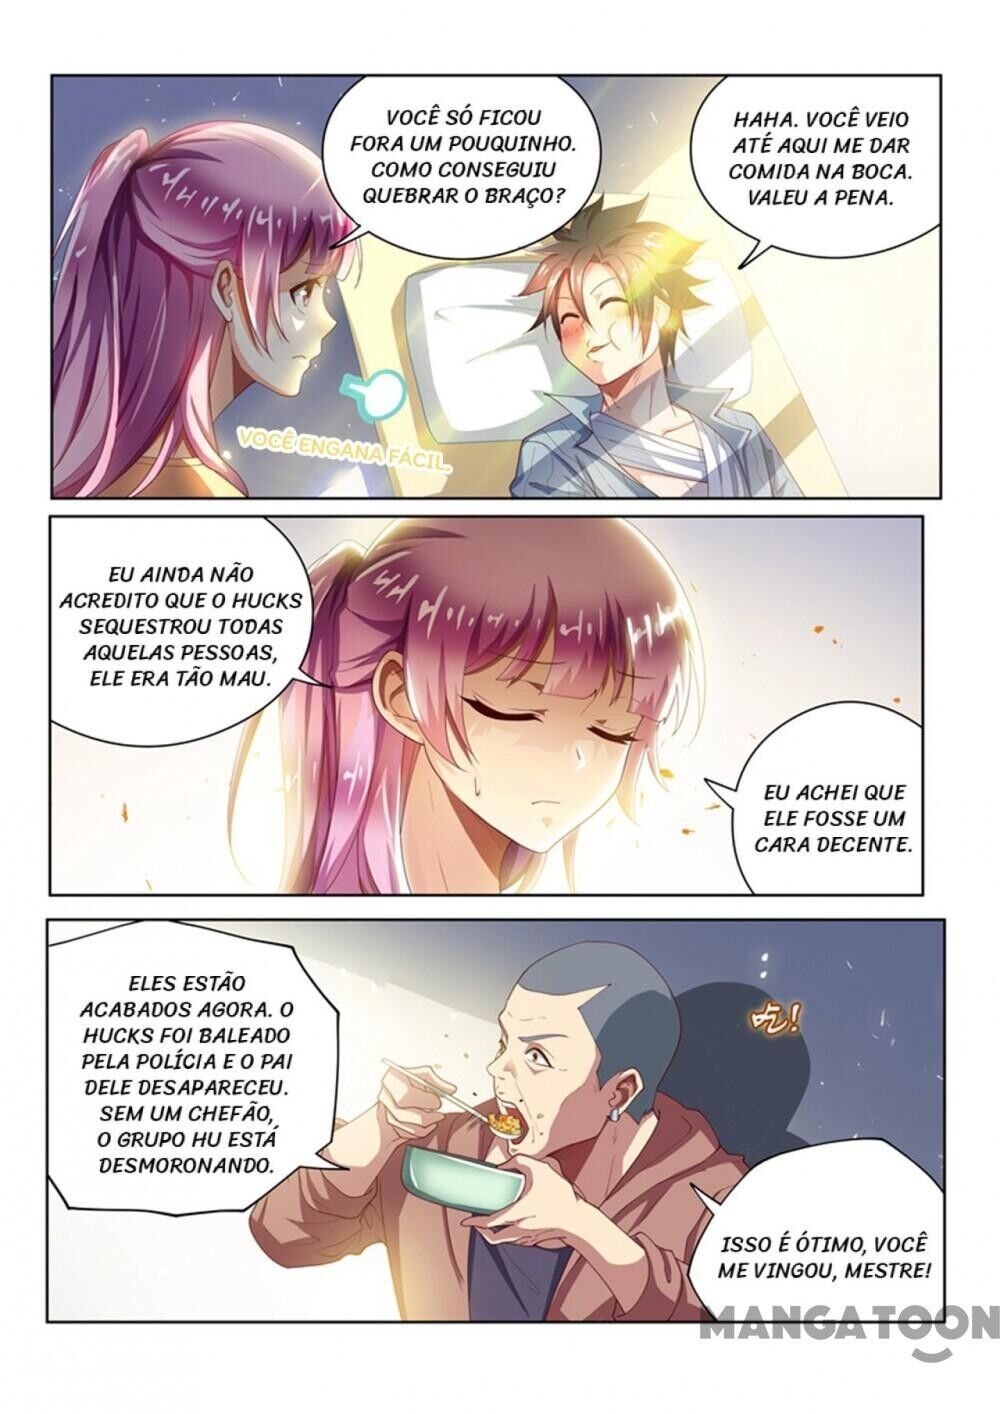 VOCÊ SÓ FICOU
FORA UM POUQUINHO.
COMO CONSEGUIU
QUEBRAR O BRAÇO?
HAHA. VOCÊ VEIO
ATÉ AQUI ME DAR
COMIDA NA BOCA.
VALEU A PENA.
VOCÊ ENGANA FÁCIL.
EU AINDA NÃO
ACREDITO QUE O HUCKS
SEQUESTROU TODAS
AQUELAS PESSOAS,
ELE ERA TÃO MAU.
EU ACHEI QUE
ELE FOSSE UM
CARA DECENTE.
ELES ESTÃO
ACABADOS AGORA. O
HUCKS FOI BALEADO
PELA POLÍCIA E O PAI
DELE DESAPARECEU.
SEM UM CHEFÃO,
O GRUPO HU ESTÁ
DESMORONANDO.
吃!
ISSO É ÓTIMO, VOCÊ
ME VINGOU, MESTRE!
MANGATOON